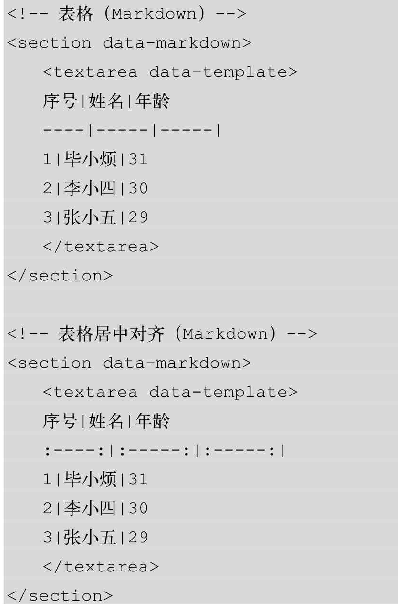 <!-- 表格 (Markdown) -->
<section data-markdown>
<textarea data-template>
序号|姓名|年龄
----|-----|-----|
1|毕小烦|31
2|李小四|30
3|张小五|29
</textarea>
</section>
<!-- 表格居中对齐 (Markdown) -->
<section data-markdown>
<textarea data-template>
序号|姓名|年龄
:----:|:-----:|:-----:|
1|毕小烦|31
2|李小四|30
3|张小五|29
</textarea>
</section>